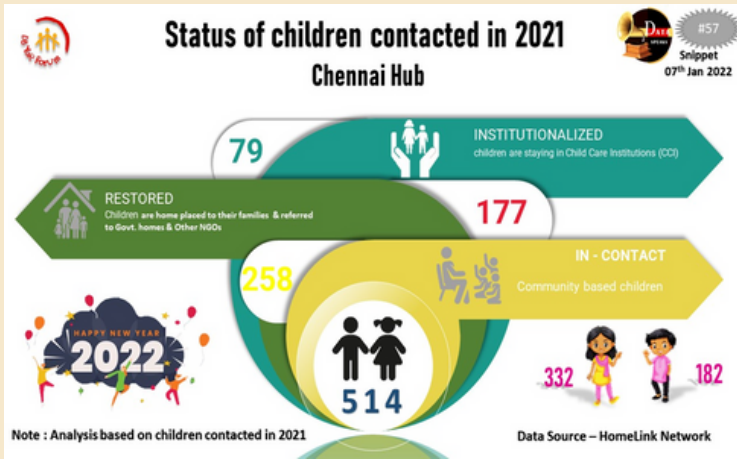 Status of children contacted in 2021
Chennai Hub
#57
Snippet
07th Jan 2022
79
INSTITUTIONALIZED
children are staying in Child Care Institutions (CCI)
RESTORED
Children are home placed to their families & referred
to Govt. homes & Other NGOs
177
258
IN - CONTACT
Community based children
HAPPY NEW YEAR
2022
514
332
182
Note : Analysis based on children contacted in 2021
Data Source – HomeLink Network